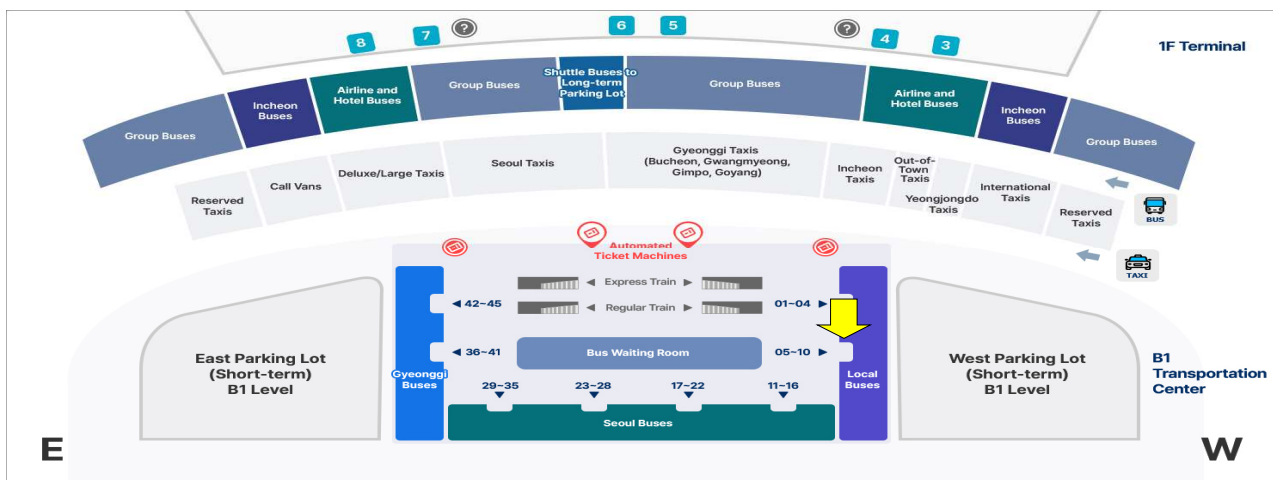 8
7
?
6
5
?
4
3
1F Terminal
Group Buses
Incheon
Buses
Airline and
Hotel Buses
Group Buses
Shuttle Buses to
Long-term
Parking Lot
Group Buses
Airline and
Hotel Buses
Incheon
Buses
Group Buses
Reserved
Taxis
Call Vans
Deluxe/Large Taxis
Seoul Taxis
Gyeonggi Taxis
(Bucheon, Gwangmyeong,
Gimpo, Goyang)
Incheon
Taxis
Out-of-
Town
Taxis
Yeongjongdo
Taxis
International
Taxis
Reserved
Taxis
BUS
TAXI
Automated
Ticket Machines
◀ Express Train ▶
◀ Regular Train ▶
◀ 42~45
01~04 ▶
◀ 36~41
Bus Waiting Room
05~10 ▶
Gyeonggi
Buses
Local
Buses
29~35
23~28
17~22
11~16
Seoul Buses
East Parking Lot
(Short-term)
B1 Level
West Parking Lot
(Short-term)
B1 Level
B1
Transportation
Center
E
W